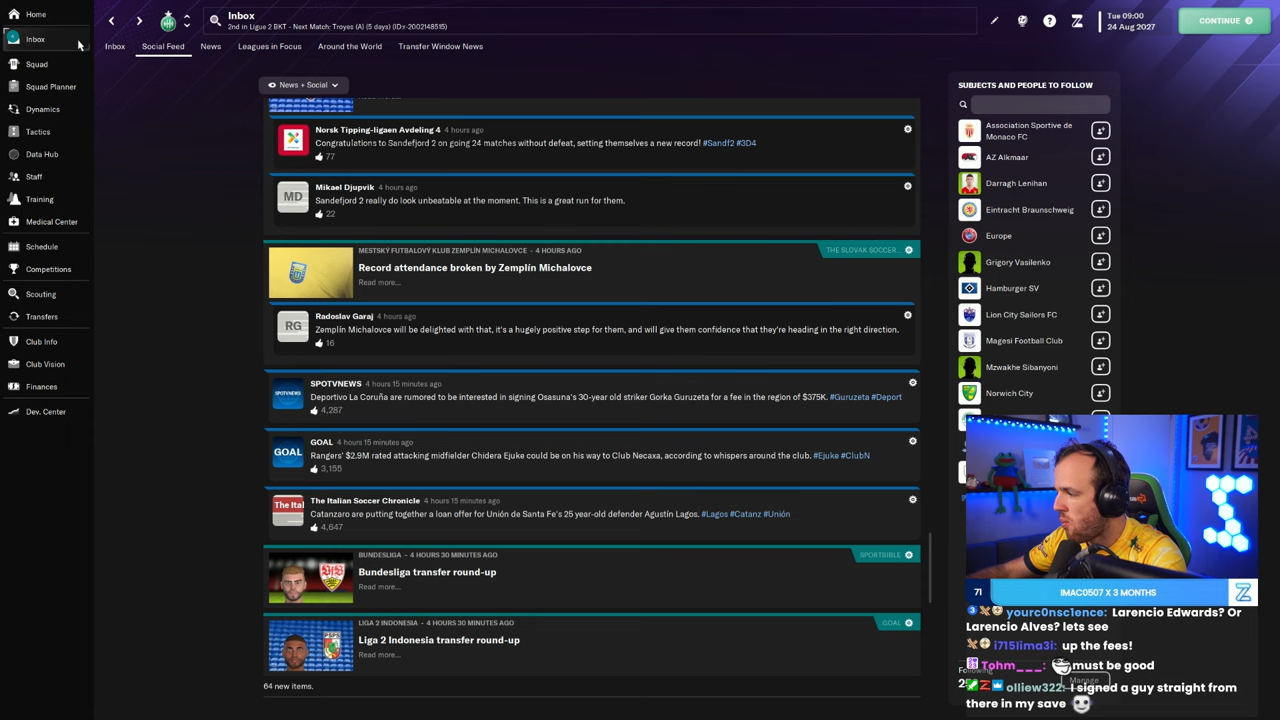 Home
Inbox
Squad
Squad Planner
Dynamics
Tactics
Data Hub
Staff
Training
Medical Center
Schedule
Competitions
Scouting
Transfers
Club Info
Club Vision
Finances
Dev. Center
Inbox
2nd in Ligue 2 BKT - Next Match: Troyes (A) (5 days) (ID:r-2002148515)
Tue 09:00
24 Aug 2027
CONTINUE
Inbox
Social Feed
News
Leagues in Focus
Around the World
Transfer Window News
News + Social
Norsk Tipping-ligaen Avdeling 4 4 hours ago
Congratulations to Sandefjord 2 on going 24 matches without defeat, setting themselves a new record! #Sandf2 #3D4
77
MD
Mikael Djupvik 4 hours ago
Sandefjord 2 really do look unbeatable at the moment. This is a great run for them.
22
MESTSKÝ FUTBALOVÝ KLUB ZEMPLÍN MICHALOVCE - 4 HOURS AGO
THE SLOVAK SOCCER
Record attendance broken by Zemplín Michalovce
Read more...
RG
Radoslav Garaj 4 hours ago
Zemplín Michalovce will be delighted with that, it's a hugely positive step for them, and will give them confidence that they're heading in the right direction.
16
SPOTVNEWS
SPOTVNEWS 4 hours 15 minutes ago
Deportivo La Coruña are rumored to be interested in signing Osasuna's 30-year old striker Gorka Guruzeta for a fee in the region of $375K. #Guruzeta #Deport
4,287
GOAL
GOAL 4 hours 15 minutes ago
Rangers' $2.9M rated attacking midfielder Chidera Ejuke could be on his way to Club Necaxa, according to whispers around the club. #Ejuke #ClubN
3,155
The Ital
The Italian Soccer Chronicle 4 hours 15 minutes ago
Catanzaro are putting together a loan offer for Unión de Santa Fe's 25 year-old defender Agustín Lagos. #Lagos #Catanz #Unión
4,647
BUNDESLIGA - 4 HOURS 30 MINUTES AGO
SPORTBIBLE
Bundesliga transfer round-up
Read more...
LIGA 2 INDONESIA - 4 HOURS 30 MINUTES AGO
GOAL
Liga 2 Indonesia transfer round-up
Read more...
64 new items.
SUBJECTS AND PEOPLE TO FOLLOW
Association Sportive de
Monaco FC
AZ Alkmaar
Darragh Lenihan
Eintracht Braunschweig
Europe
Grigory Vasilenko
Hamburger SV
Lion City Sailors FC
Magesi Football Club
Mzwakhe Sibanyoni
Norwich City
71
IMAC0507 X 3 MONTHS
yourc0nsc1ence: Larencio Edwards? Or
Larencio Alves? lets see
i715lima3i: up the fees!
Tohm___: must be good
olliew322: I signed a guy straight from
there in my save
Manage